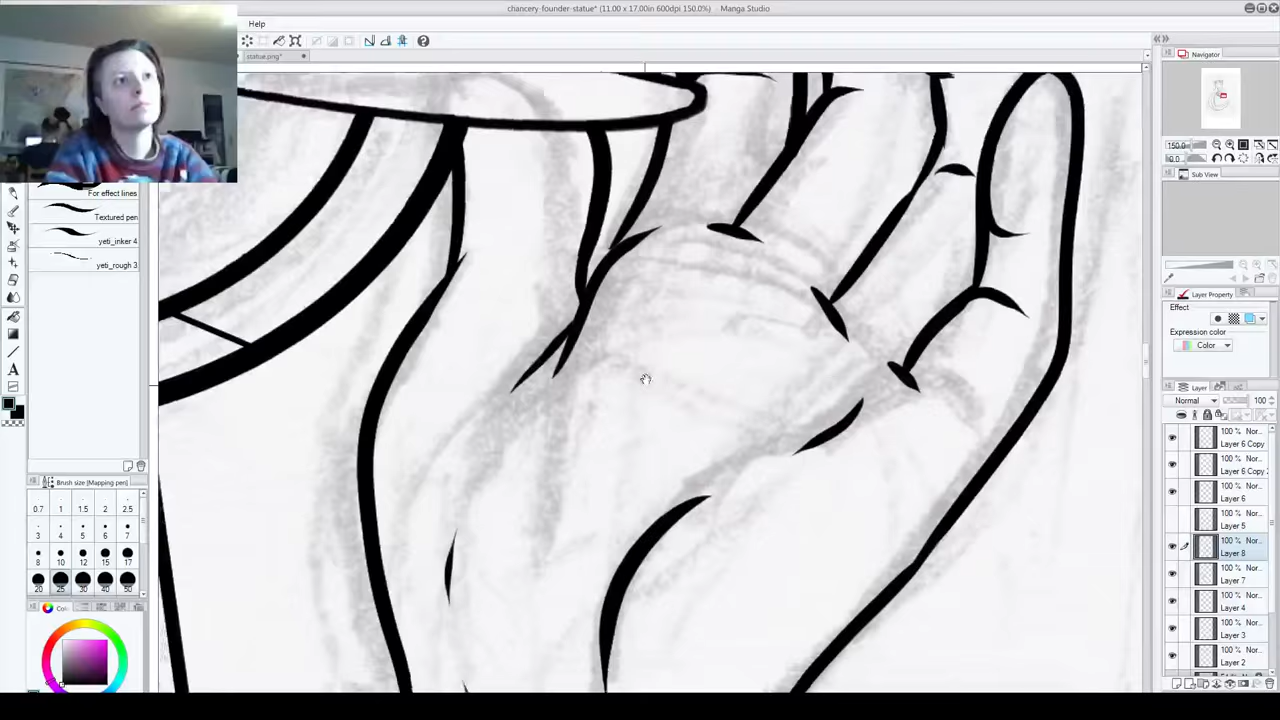 chancery-founder-statue* (11.00 x 17.00in 600dpi 150.0%) - Manga Studio
Help
statue.png*
For effect lines
Textured pen
yeti_inker 4
yeti_rough 3
Brush size (Mapping pen)
0.7 1 1.5 2 2.5
3 4 5 6 7
8 10 12 15 17
20 25 30 40 50
Navigator
150.0
0.0
Sub View
Layer Property
Effect
Expression color
Color
Layer
Normal 100
100 % Nor...
Layer 6 Copy
100 % Nor...
Layer 6 Copy
100 % Nor...
Layer 6
100 % Nor...
Layer 5
100 % Nor...
Layer 8
100 % Nor...
Layer 7
100 % Nor...
Layer 4
100 % Nor...
Layer 3
100 % Nor...
Layer 2